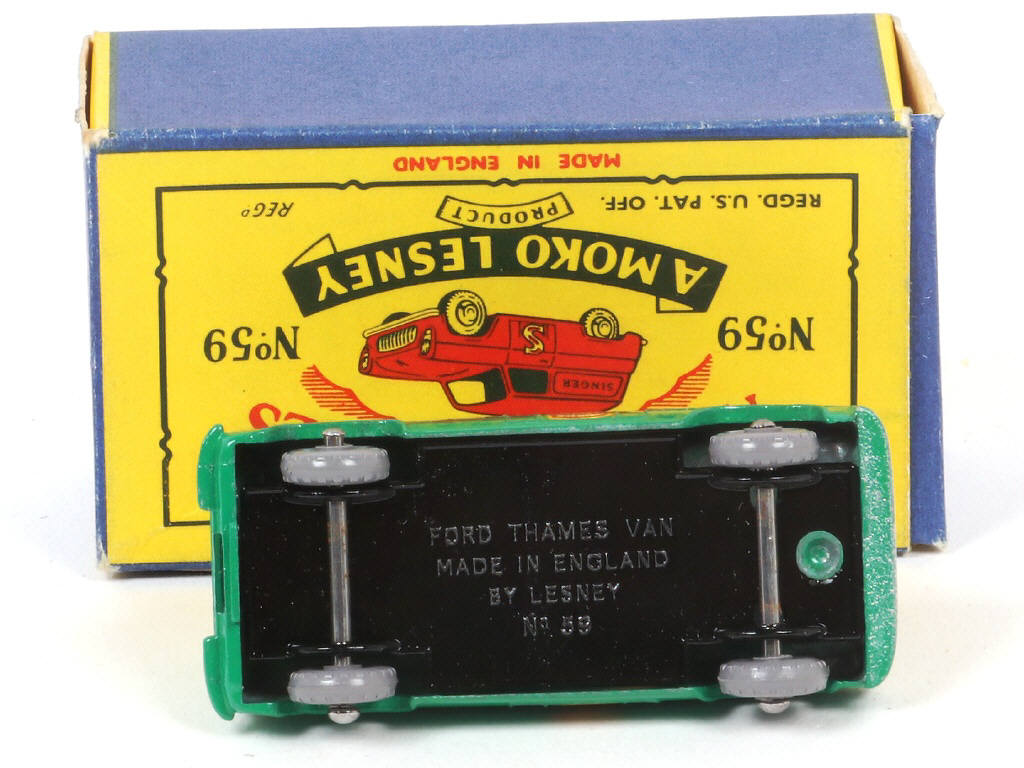 MADE IN ENGLAND
REGD. U.S. PAT. OFF.
REGD
PRODUCT
A MOKO LESNEY
No59
No59
S
SINGER
ES
FORD THAMES VAN
MADE IN ENGLAND
BY LESNEY
No 59